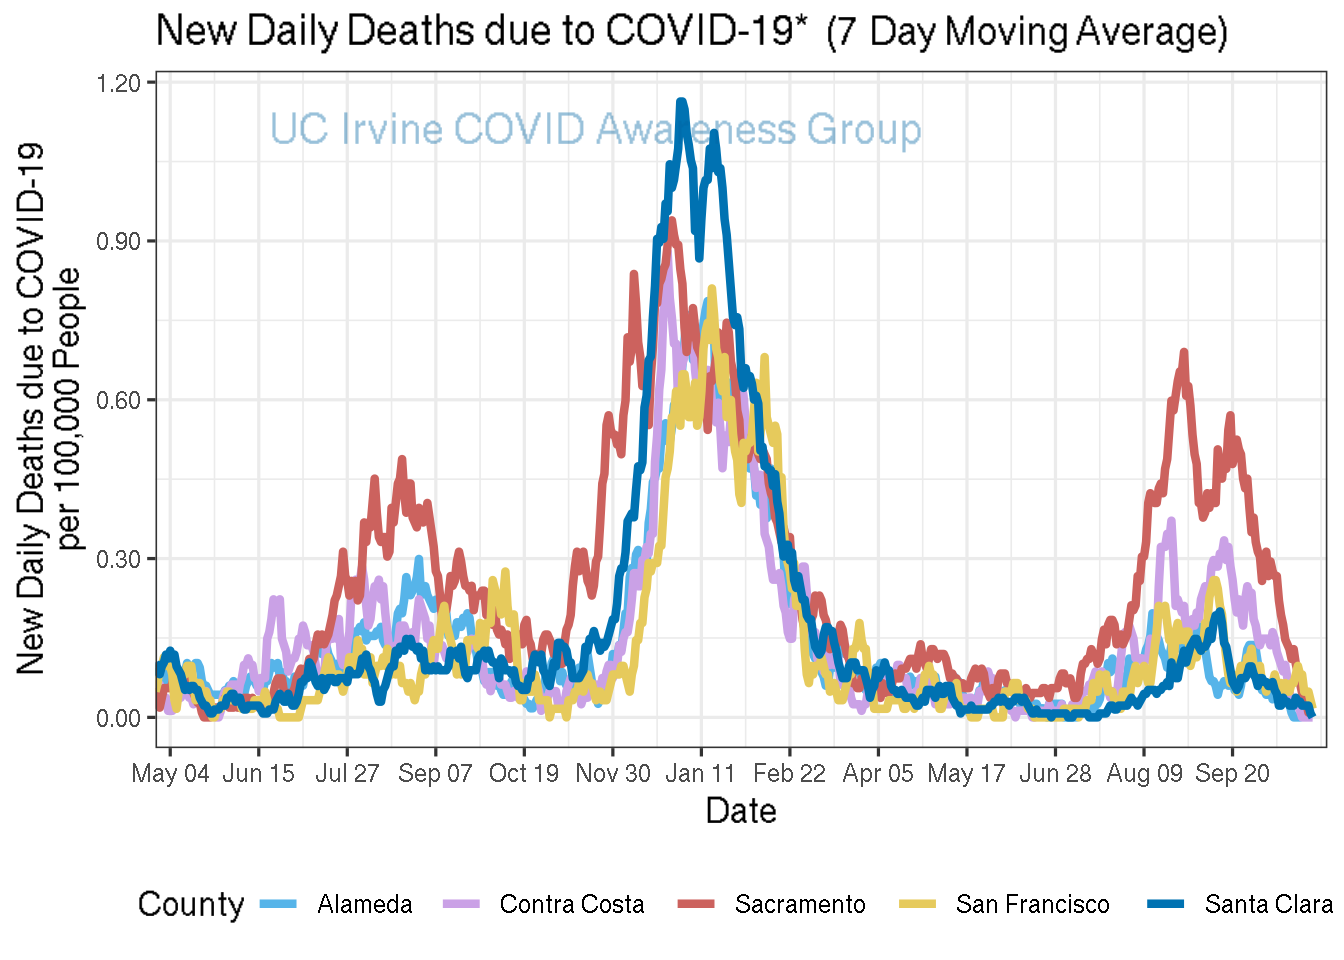 New Daily Deaths due to COVID-19* (7 Day Moving Average)
UC Irvine COVID Awareness Group
New Daily Deaths due to COVID-19
per 100,000 People
1.20
0.90
0.60
0.30
0.00
May 04 Jun 15 Jul 27 Sep 07 Oct 19 Nov 30 Jan 11 Feb 22 Apr 05 May 17 Jun 28 Aug 09 Sep 20
Date
County Alameda Contra Costa Sacramento San Francisco Santa Clara